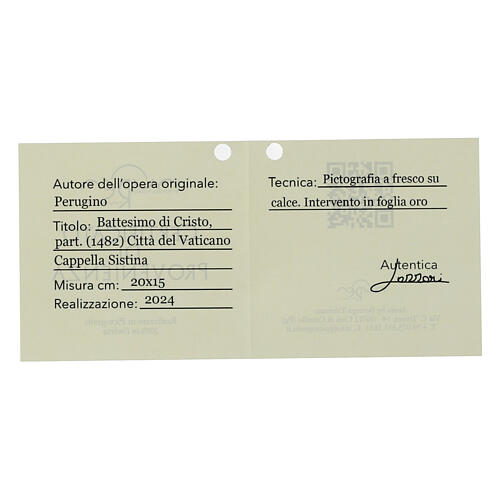 Autore dell'opera originale:
Perugino
Titolo: Battesimo di Cristo,
part. (1482) Città del Vaticano
Cappella Sistina
Misura cm: 20x15
Realizzazione: 2024
Tecnica: Pictografia a fresco su
calce. Intervento in foglia oro
Autentica
PROVENIENZA